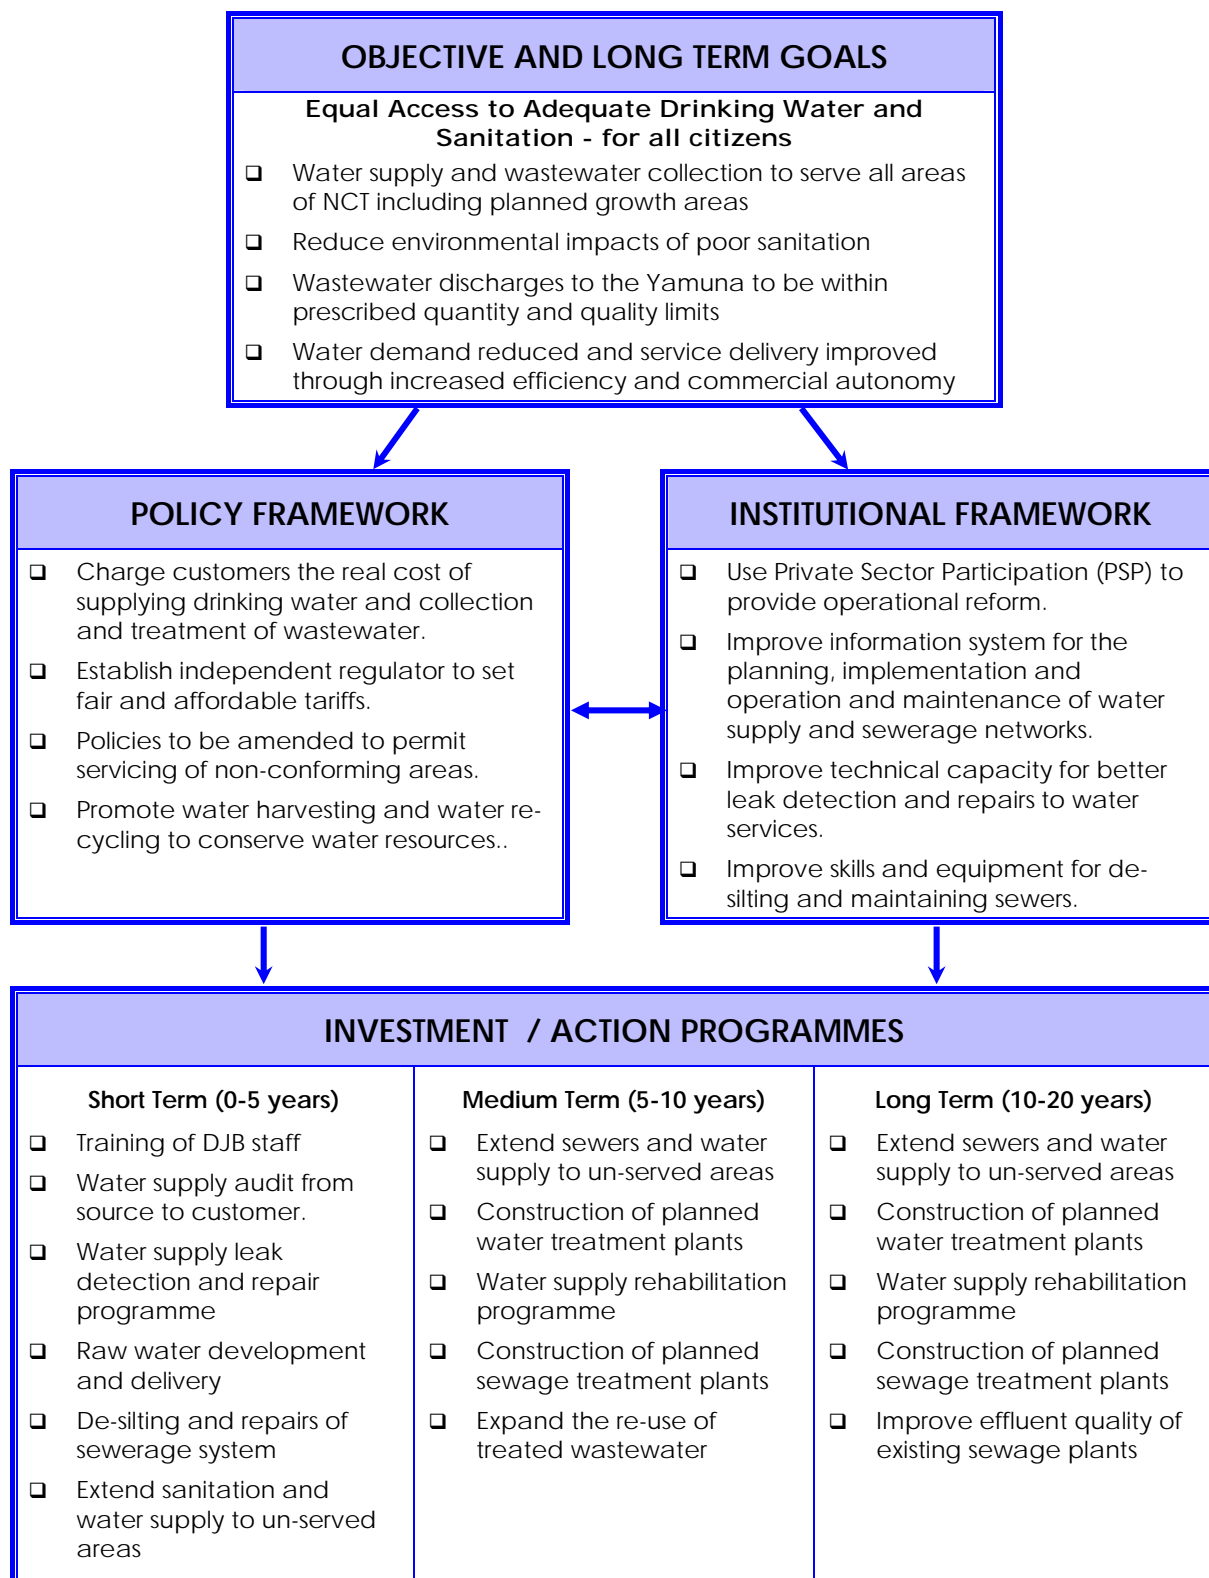 OBJECTIVE AND LONG TERM GOALS
Equal Access to Adequate Drinking Water and
Sanitation - for all citizens
❑ Water supply and wastewater collection to serve all areas
of NCT including planned growth areas
❑ Reduce environmental impacts of poor sanitation
❑ Wastewater discharges to the Yamuna to be within
prescribed quantity and quality limits
❑ Water demand reduced and service delivery improved
through increased efficiency and commercial autonomy
POLICY FRAMEWORK
❑ Charge customers the real cost of
supplying drinking water and collection
and treatment of wastewater.
❑ Establish independent regulator to set
fair and affordable tariffs.
❑ Policies to be amended to permit
servicing of non-conforming areas.
❑ Promote water harvesting and water re-
cycling to conserve water resources..
INSTITUTIONAL FRAMEWORK
❑ Use Private Sector Participation (PSP) to
provide operational reform.
❑ Improve information system for the
planning, implementation and
operation and maintenance of water
supply and sewerage networks.
❑ Improve technical capacity for better
leak detection and repairs to water
services.
❑ Improve skills and equipment for de-
silting and maintaining sewers.
INVESTMENT / ACTION PROGRAMMES
Short Term (0-5 years)
❑ Training of DJB staff
❑ Water supply audit from
source to customer.
❑ Water supply leak
detection and repair
programme
❑ Raw water development
and delivery
❑ De-silting and repairs of
sewerage system
❑ Extend sanitation and
water supply to un-served
areas
Medium Term (5-10 years)
❑ Extend sewers and water
supply to un-served areas
❑ Construction of planned
water treatment plants
❑ Water supply rehabilitation
programme
❑ Construction of planned
sewage treatment plants
❑ Expand the re-use of
treated wastewater
Long Term (10-20 years)
❑ Extend sewers and water
supply to un-served areas
❑ Construction of planned
water treatment plants
❑ Water supply rehabilitation
programme
❑ Construction of planned
sewage treatment plants
❑ Improve effluent quality of
existing sewage plants